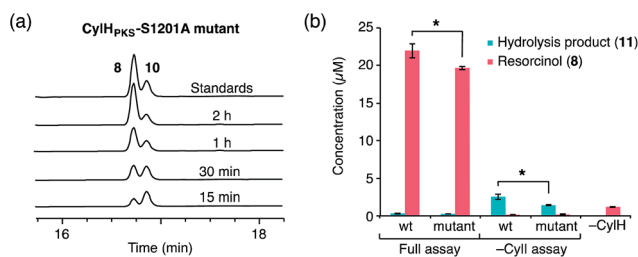 (a)
CylH_PKS-S1201A mutant
8 10
Standards
2 h
1 h
30 min
15 min
16 18
Time (min)
(b)
*
Hydrolysis product (11)
Resorcinol (8)
*
Concentration (µM)
25
20
15
10
5
0
wt mutant wt mutant –CylH
Full assay –CylI assay